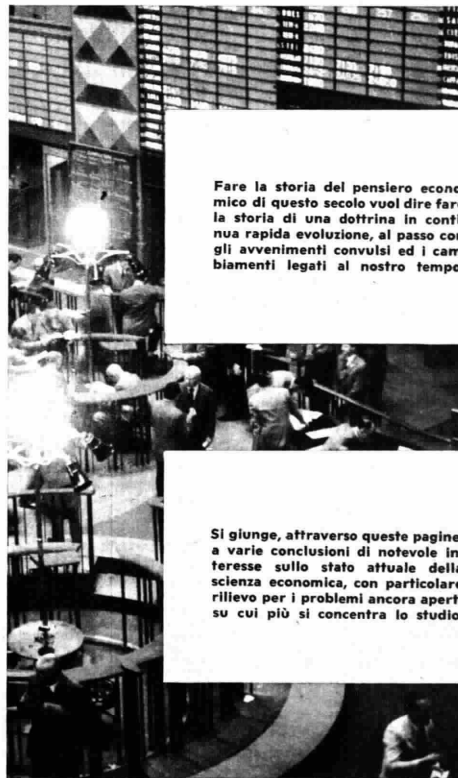 Fare la storia del pensiero econo
mico di questo secolo vuol dire fare
la storia di una dottrina in conti
nua rapida evoluzione, al passo con
gli avvenimenti convulsi ed i cam
biamenti legati al nostro tempo
Si giunge, attraverso queste pagine
a varie conclusioni di notevole in
teresse sullo stato attuale della
scienza economica, con particolare
rilievo per i problemi ancora apert
su cui più si concentra lo studio